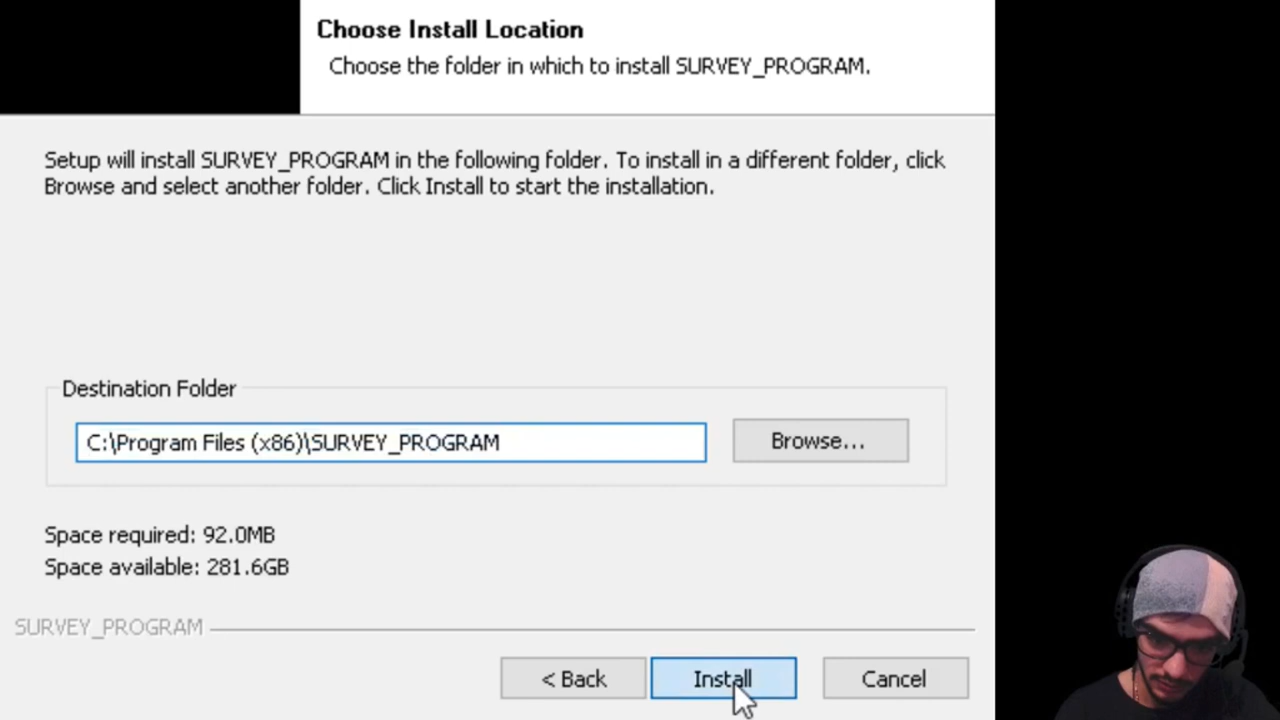 Choose Install Location
Choose the folder in which to install SURVEY_PROGRAM.
Setup will install SURVEY_PROGRAM in the following folder. To install in a different folder, click
Browse and select another folder. Click Install to start the installation.
Destination Folder
C:\Program Files (x86)\SURVEY_PROGRAM
Browse...
Space required: 92.0MB
Space available: 281.6GB
SURVEY_PROGRAM
< Back
Install
Cancel